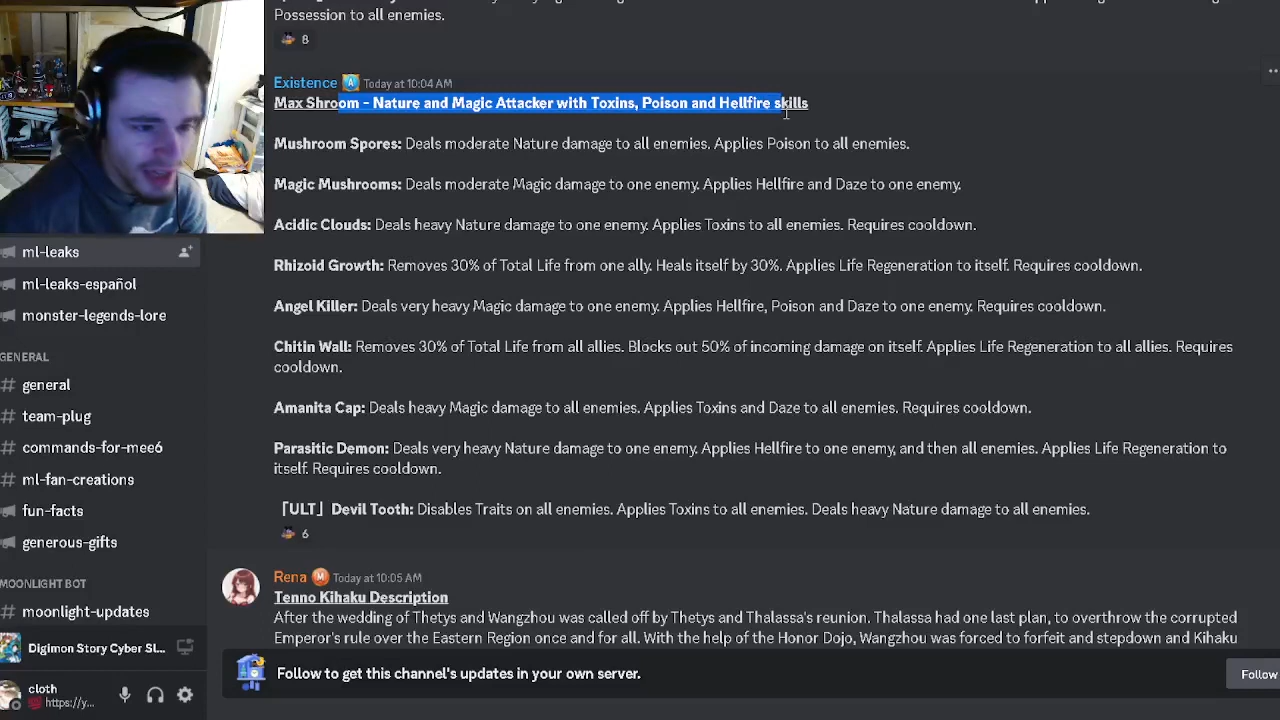 Possession to all enemies.
8
Existence Today at 10:04 AM
Max Shroom - Nature and Magic Attacker with Toxins, Poison and Hellfire skills
Mushroom Spores: Deals moderate Nature damage to all enemies. Applies Poison to all enemies.
Magic Mushrooms: Deals moderate Magic damage to one enemy. Applies Hellfire and Daze to one enemy.
Acidic Clouds: Deals heavy Nature damage to one enemy. Applies Toxins to all enemies. Requires cooldown.
Rhizoid Growth: Removes 30% of Total Life from one ally. Heals itself by 30%. Applies Life Regeneration to itself. Requires cooldown.
Angel Killer: Deals very heavy Magic damage to one enemy. Applies Hellfire, Poison and Daze to one enemy. Requires cooldown.
Chitin Wall: Removes 30% of Total Life from all allies. Blocks out 50% of incoming damage on itself. Applies Life Regeneration to all allies. Requires
cooldown.
Amanita Cap: Deals heavy Magic damage to all enemies. Applies Toxins and Daze to all enemies. Requires cooldown.
Parasitic Demon: Deals very heavy Nature damage to one enemy. Applies Hellfire to one enemy, and then all enemies. Applies Life Regeneration to
itself. Requires cooldown.
「ULT」Devil Tooth: Disables Traits on all enemies. Applies Toxins to all enemies. Deals heavy Nature damage to all enemies.
6
Rena M Today at 10:05 AM
Tenno Kihaku Description
After the wedding of Thetys and Wangzhou was called off by Thetys and Thalassa's reunion. Thalassa had one last plan, to overthrow the corrupted
Emperor's rule over the Eastern Region once and for all. With the help of the Honor Dojo, Wangzhou was forced to forfeit and stepdown and Kihaku
Follow to get this channel's updates in your own server.
Follow
ml-leaks
ml-leaks-español
monster-legends-lore
GENERAL
general
team-plug
commands-for-mee6
ml-fan-creations
fun-facts
generous-gifts
MOONLIGHT BOT
moonlight-updates
Digimon Story Cyber Sl...
cloth
https://y...